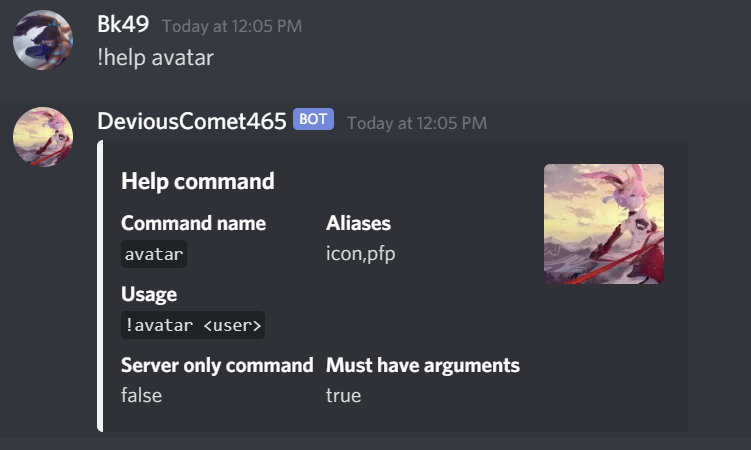 Bk49 Today at 12:05 PM
!help avatar
DeviousComet465 BOT Today at 12:05 PM
Help command
Command name Aliases
avatar icon,pfp
Usage
!avatar <user>
Server only command Must have arguments
false true